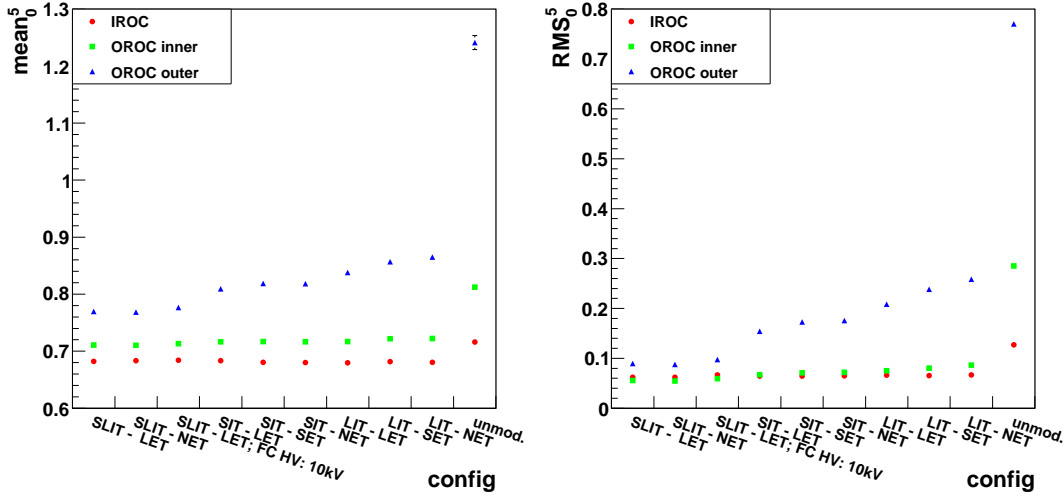 mean₀⁵
1.3
1.2
1.1
1
0.9
0.8
0.7
0.6
IROC
OROC inner
OROC outer
SLIT - LET
SLIT - NET
SLIT - LET; FC HV: 10kV
SIT - LET
SIT - SET
SIT - NET
LIT - LET
LIT - SET
LIT - NET
unmod.
config
RMS₀⁵
0.8
0.7
0.6
0.5
0.4
0.3
0.2
0.1
0
IROC
OROC inner
OROC outer
SLIT - LET
SLIT - NET
SLIT - LET; FC HV: 10kV
SIT - LET
SIT - SET
SIT - NET
LIT - LET
LIT - SET
LIT - NET
unmod.
config